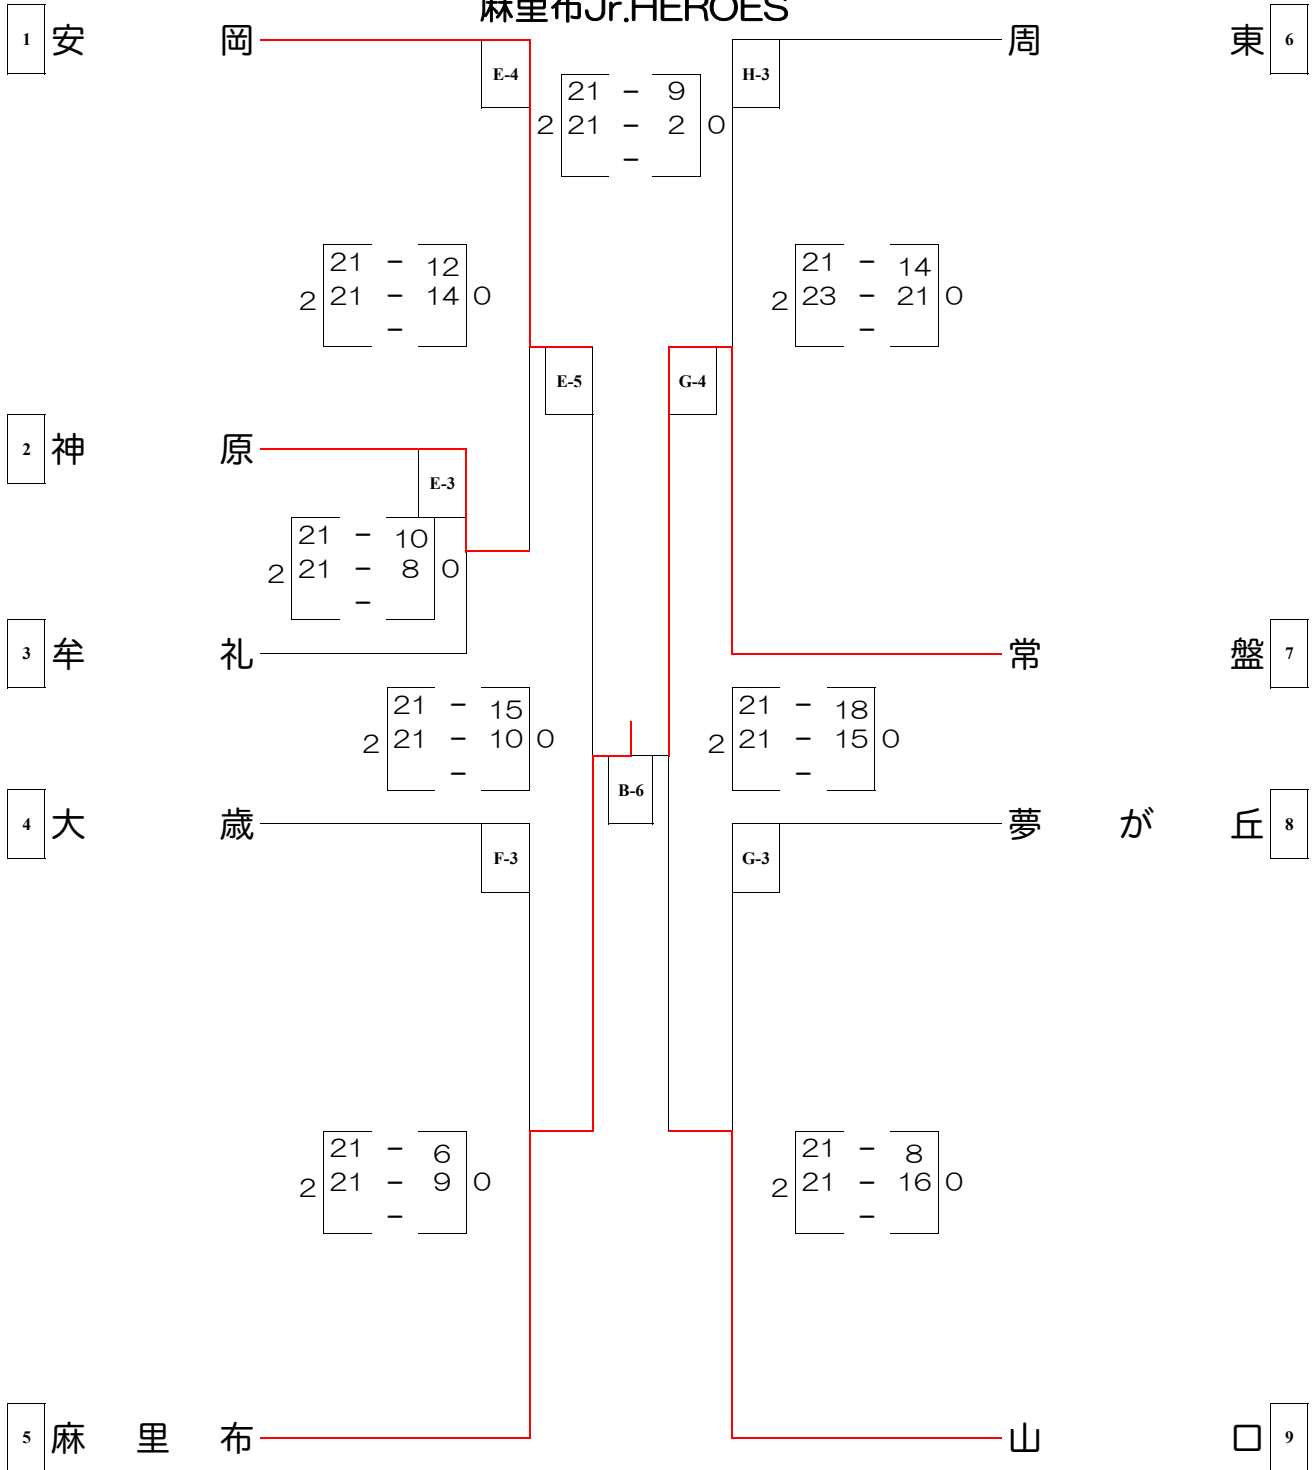 麻里布Jr.HEROES
1 安 岡
周 東 6
E-4
H-3
21 - 9
2 21 - 2 0
-
21 - 12
2 21 - 14 0
-
21 - 14
2 23 - 21 0
-
E-5
G-4
2 神 原
E-3
21 - 10
2 21 - 8 0
-
3 牟 礼
常 盤 7
21 - 15
2 21 - 10 0
-
21 - 18
2 21 - 15 0
-
B-6
4 大 歳
夢 が 丘 8
F-3
G-3
21 - 6
2 21 - 9 0
-
21 - 8
2 21 - 16 0
-
5 麻 里 布
山 口 9